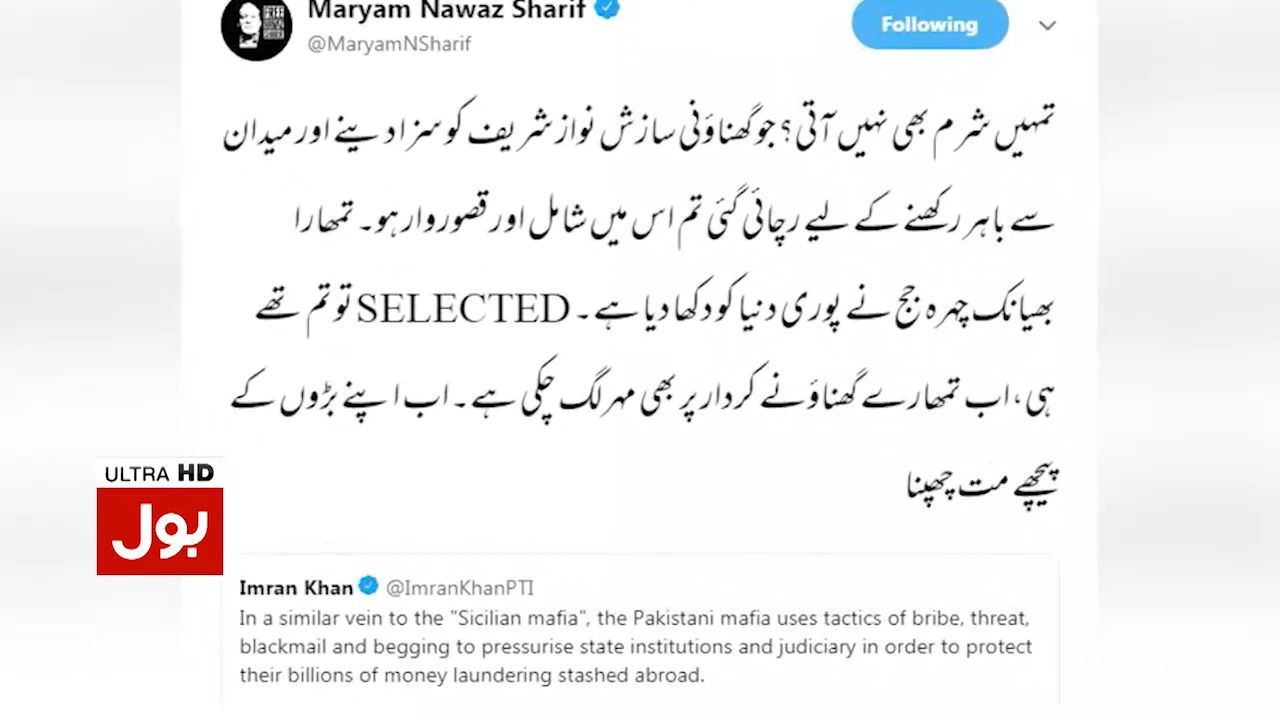 Maryam Nawaz Sharif
@MaryamNSharif
Following
تمہیں شرم بھی نہیں آتی؟ جو گھناؤنی سازش نواز شریف کو سزا دینے اور میدان
سے باہر رکھنے کے لیے رچائی گئی تم اس میں شامل اور قصوروار ہو۔ تمھارا
بھیانک چہرہ جج نے پوری دنیا کو دکھا دیا ہے۔ SELECTED تو تم تھے
ہی، اب تمھارے گھناؤنے کردار پر بھی مہر لگ چکی ہے۔ اب اپنے بڑوں کے
پیچھے مت چھپنا
ULTRA HD
بول
Imran Khan @ImranKhanPTI
In a similar vein to the "Sicilian mafia", the Pakistani mafia uses tactics of bribe, threat,
blackmail and begging to pressurise state institutions and judiciary in order to protect
their billions of money laundering stashed abroad.